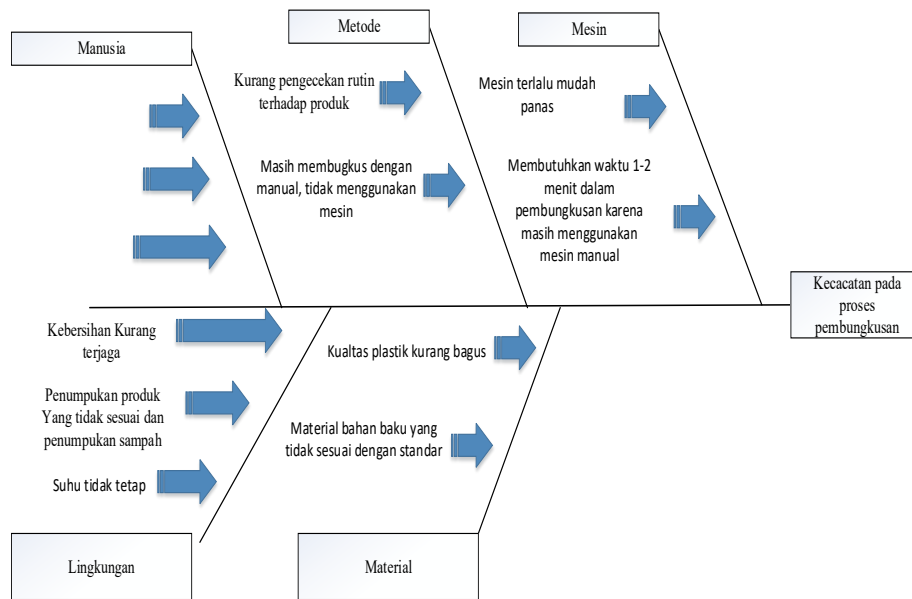 Manusia
Metode
Mesin
Kurang pengecekan rutin
terhadap produk
Mesin terlalu mudah
panas
Masih membugkus dengan
manual, tidak menggunakan
mesin
Membutuhkan waktu 1-2
menit dalam
pembungkusan karena
masih menggunakan
mesin manual
Kecacatan pada
proses
pembungkusan
Kebersihan Kurang
terjaga
Kualtas plastik kurang bagus
Penumpukan produk
Yang tidak sesuai dan
penumpukan sampah
Material bahan baku yang
tidak sesuai dengan standar
Suhu tidak tetap
Lingkungan
Material